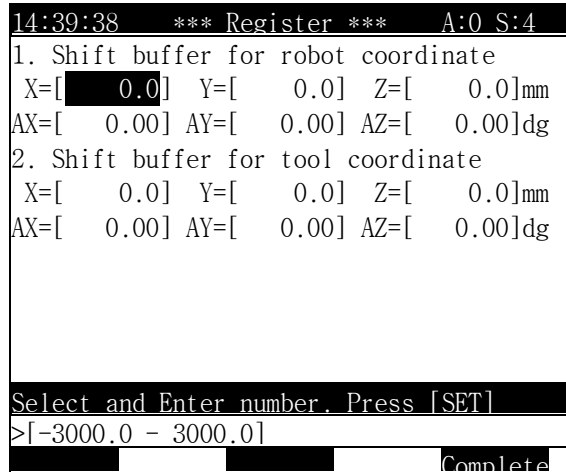 14:39:38 *** Register *** A:0 S:4
1. Shift buffer for robot coordinate
X=[ 0.0] Y=[ 0.0] Z=[ 0.0]mm
AX=[ 0.00] AY=[ 0.00] AZ=[ 0.00]dg
2. Shift buffer for tool coordinate
X=[ 0.0] Y=[ 0.0] Z=[ 0.0]mm
AX=[ 0.00] AY=[ 0.00] AZ=[ 0.00]dg
Select and Enter number. Press [SET]
>[-3000.0 - 3000.0]
Complete